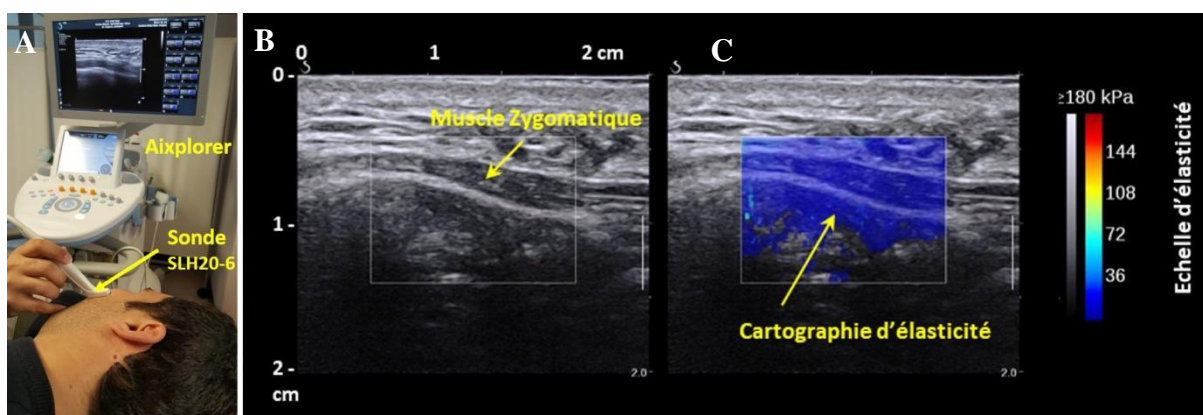 A
Aixplorer
Sonde
SLH20-6
B
0
1
2 cm
0
1
2
cm
Muscle Zygomatique
2.0
C
Cartographie d’élasticité
2.0
≥180 kPa
144
108
72
36
Echelle d’élasticité